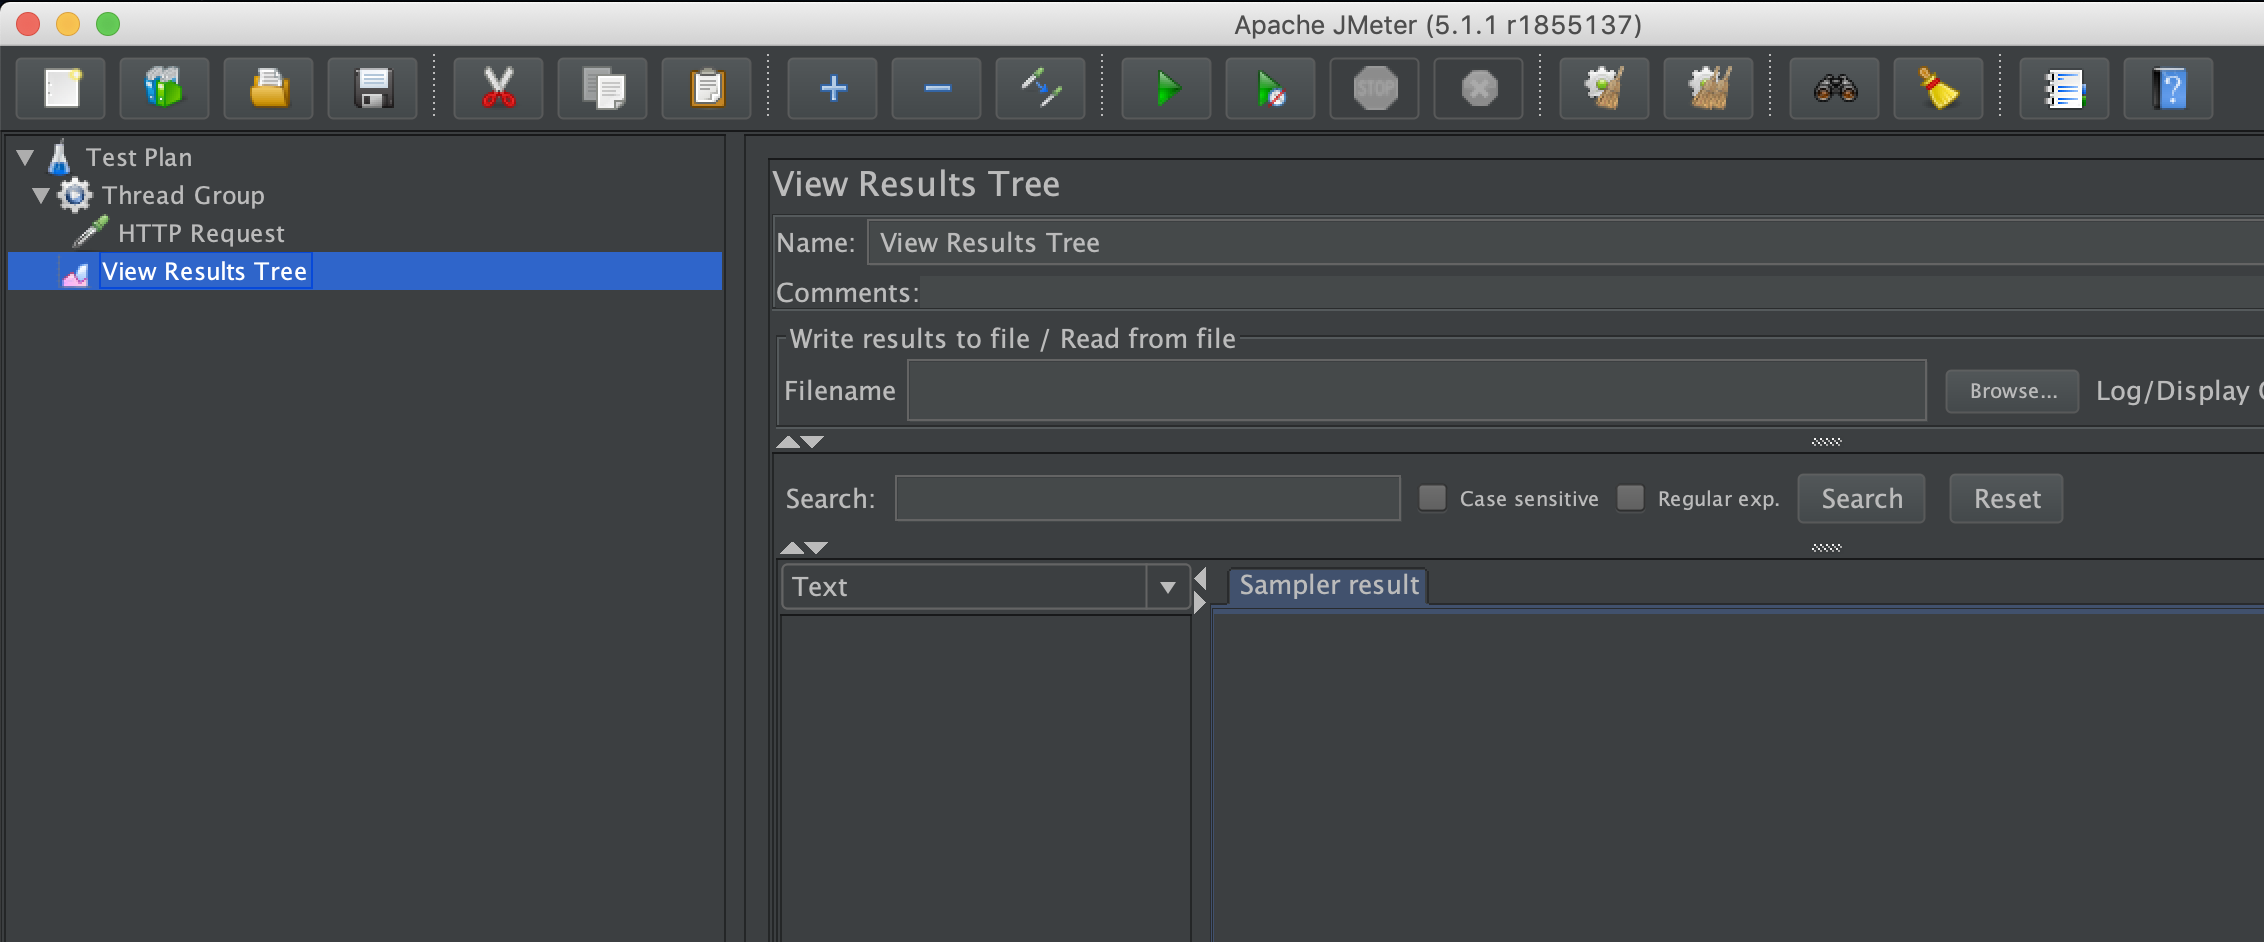 Apache JMeter (5.1.1 r1855137)
STOP
?
Test Plan
Thread Group
HTTP Request
View Results Tree
View Results Tree
Name: View Results Tree
Comments:
Write results to file / Read from file
Filename Browse... Log/Display
Search: Case sensitive Regular exp. Search Reset
Text Sampler result